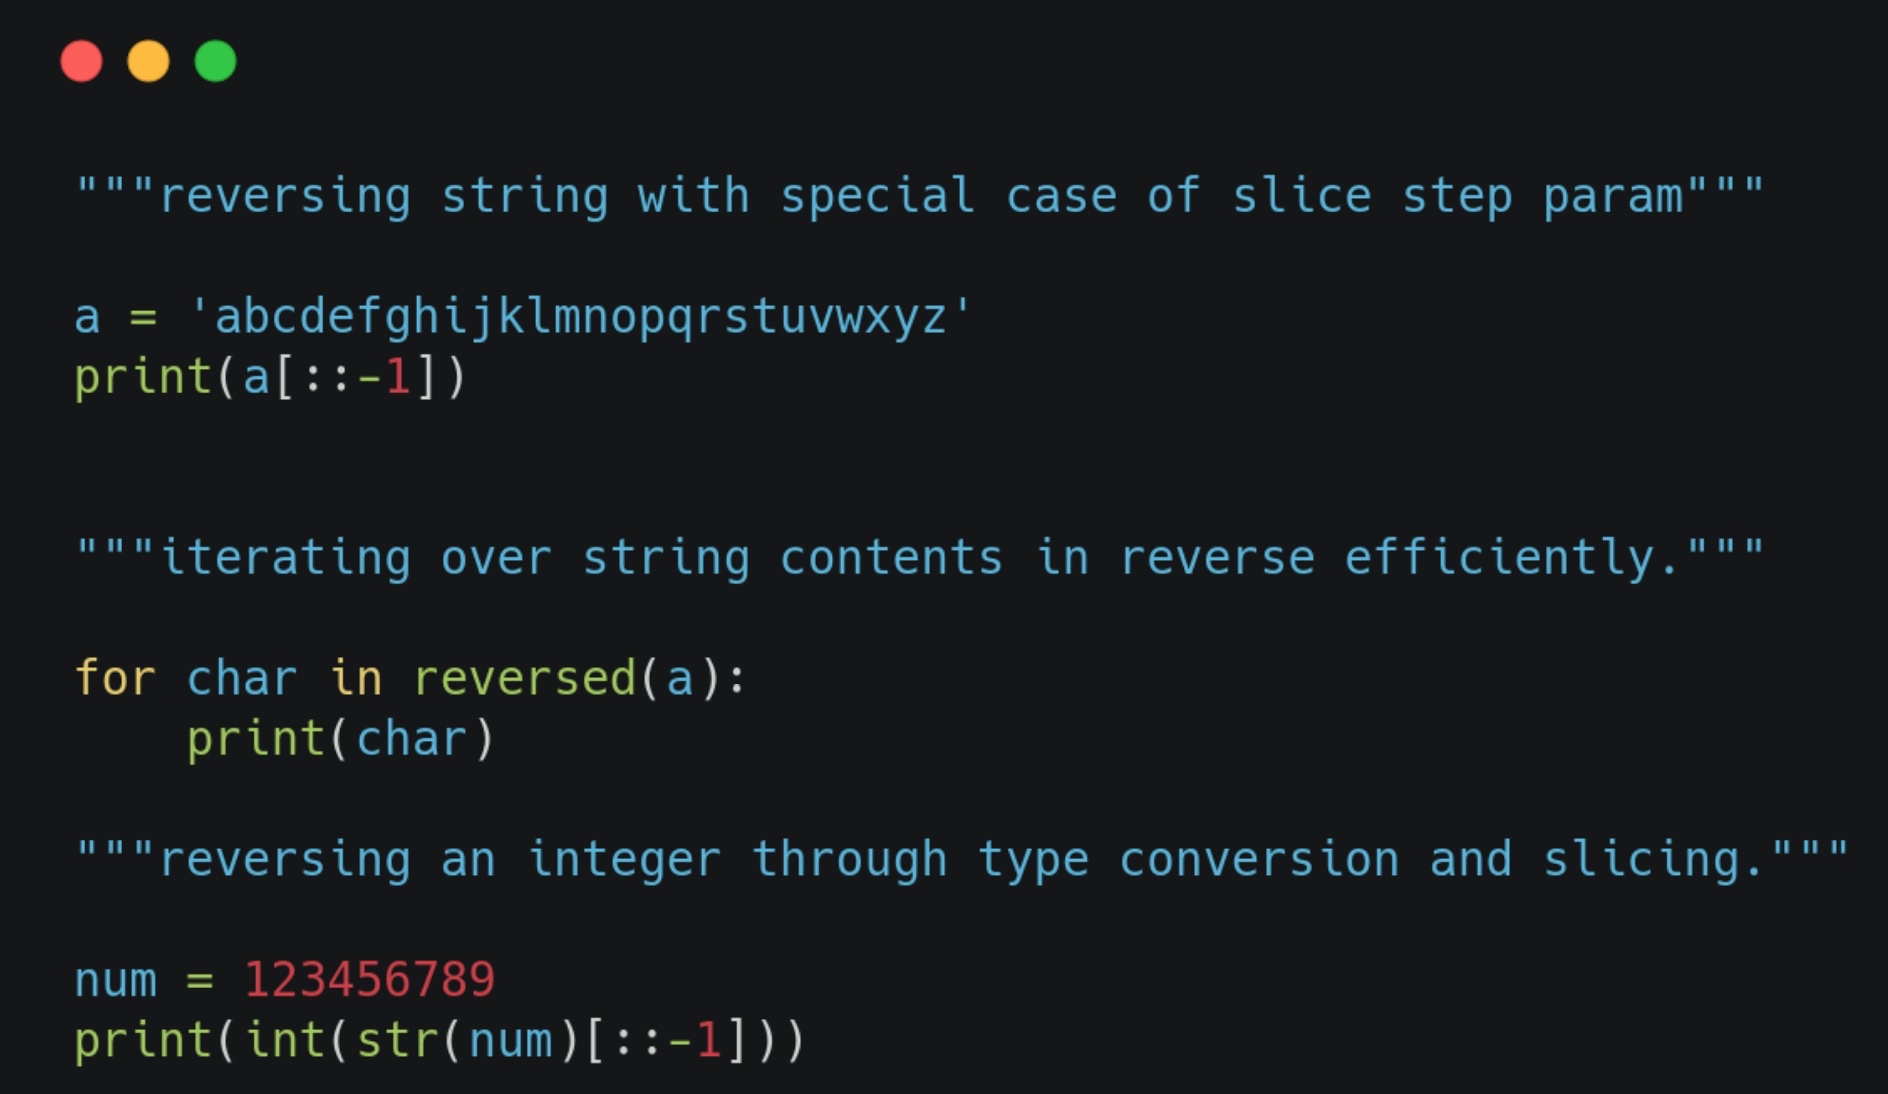 """reversing string with special case of slice step param"""
a = 'abcdefghijklmnopqrstuvwxyz'
print(a[::-1])
"""iterating over string contents in reverse efficiently."""
for char in reversed(a):
    print(char)
"""reversing an integer through type conversion and slicing."""
num = 123456789
print(int(str(num)[::-1]))